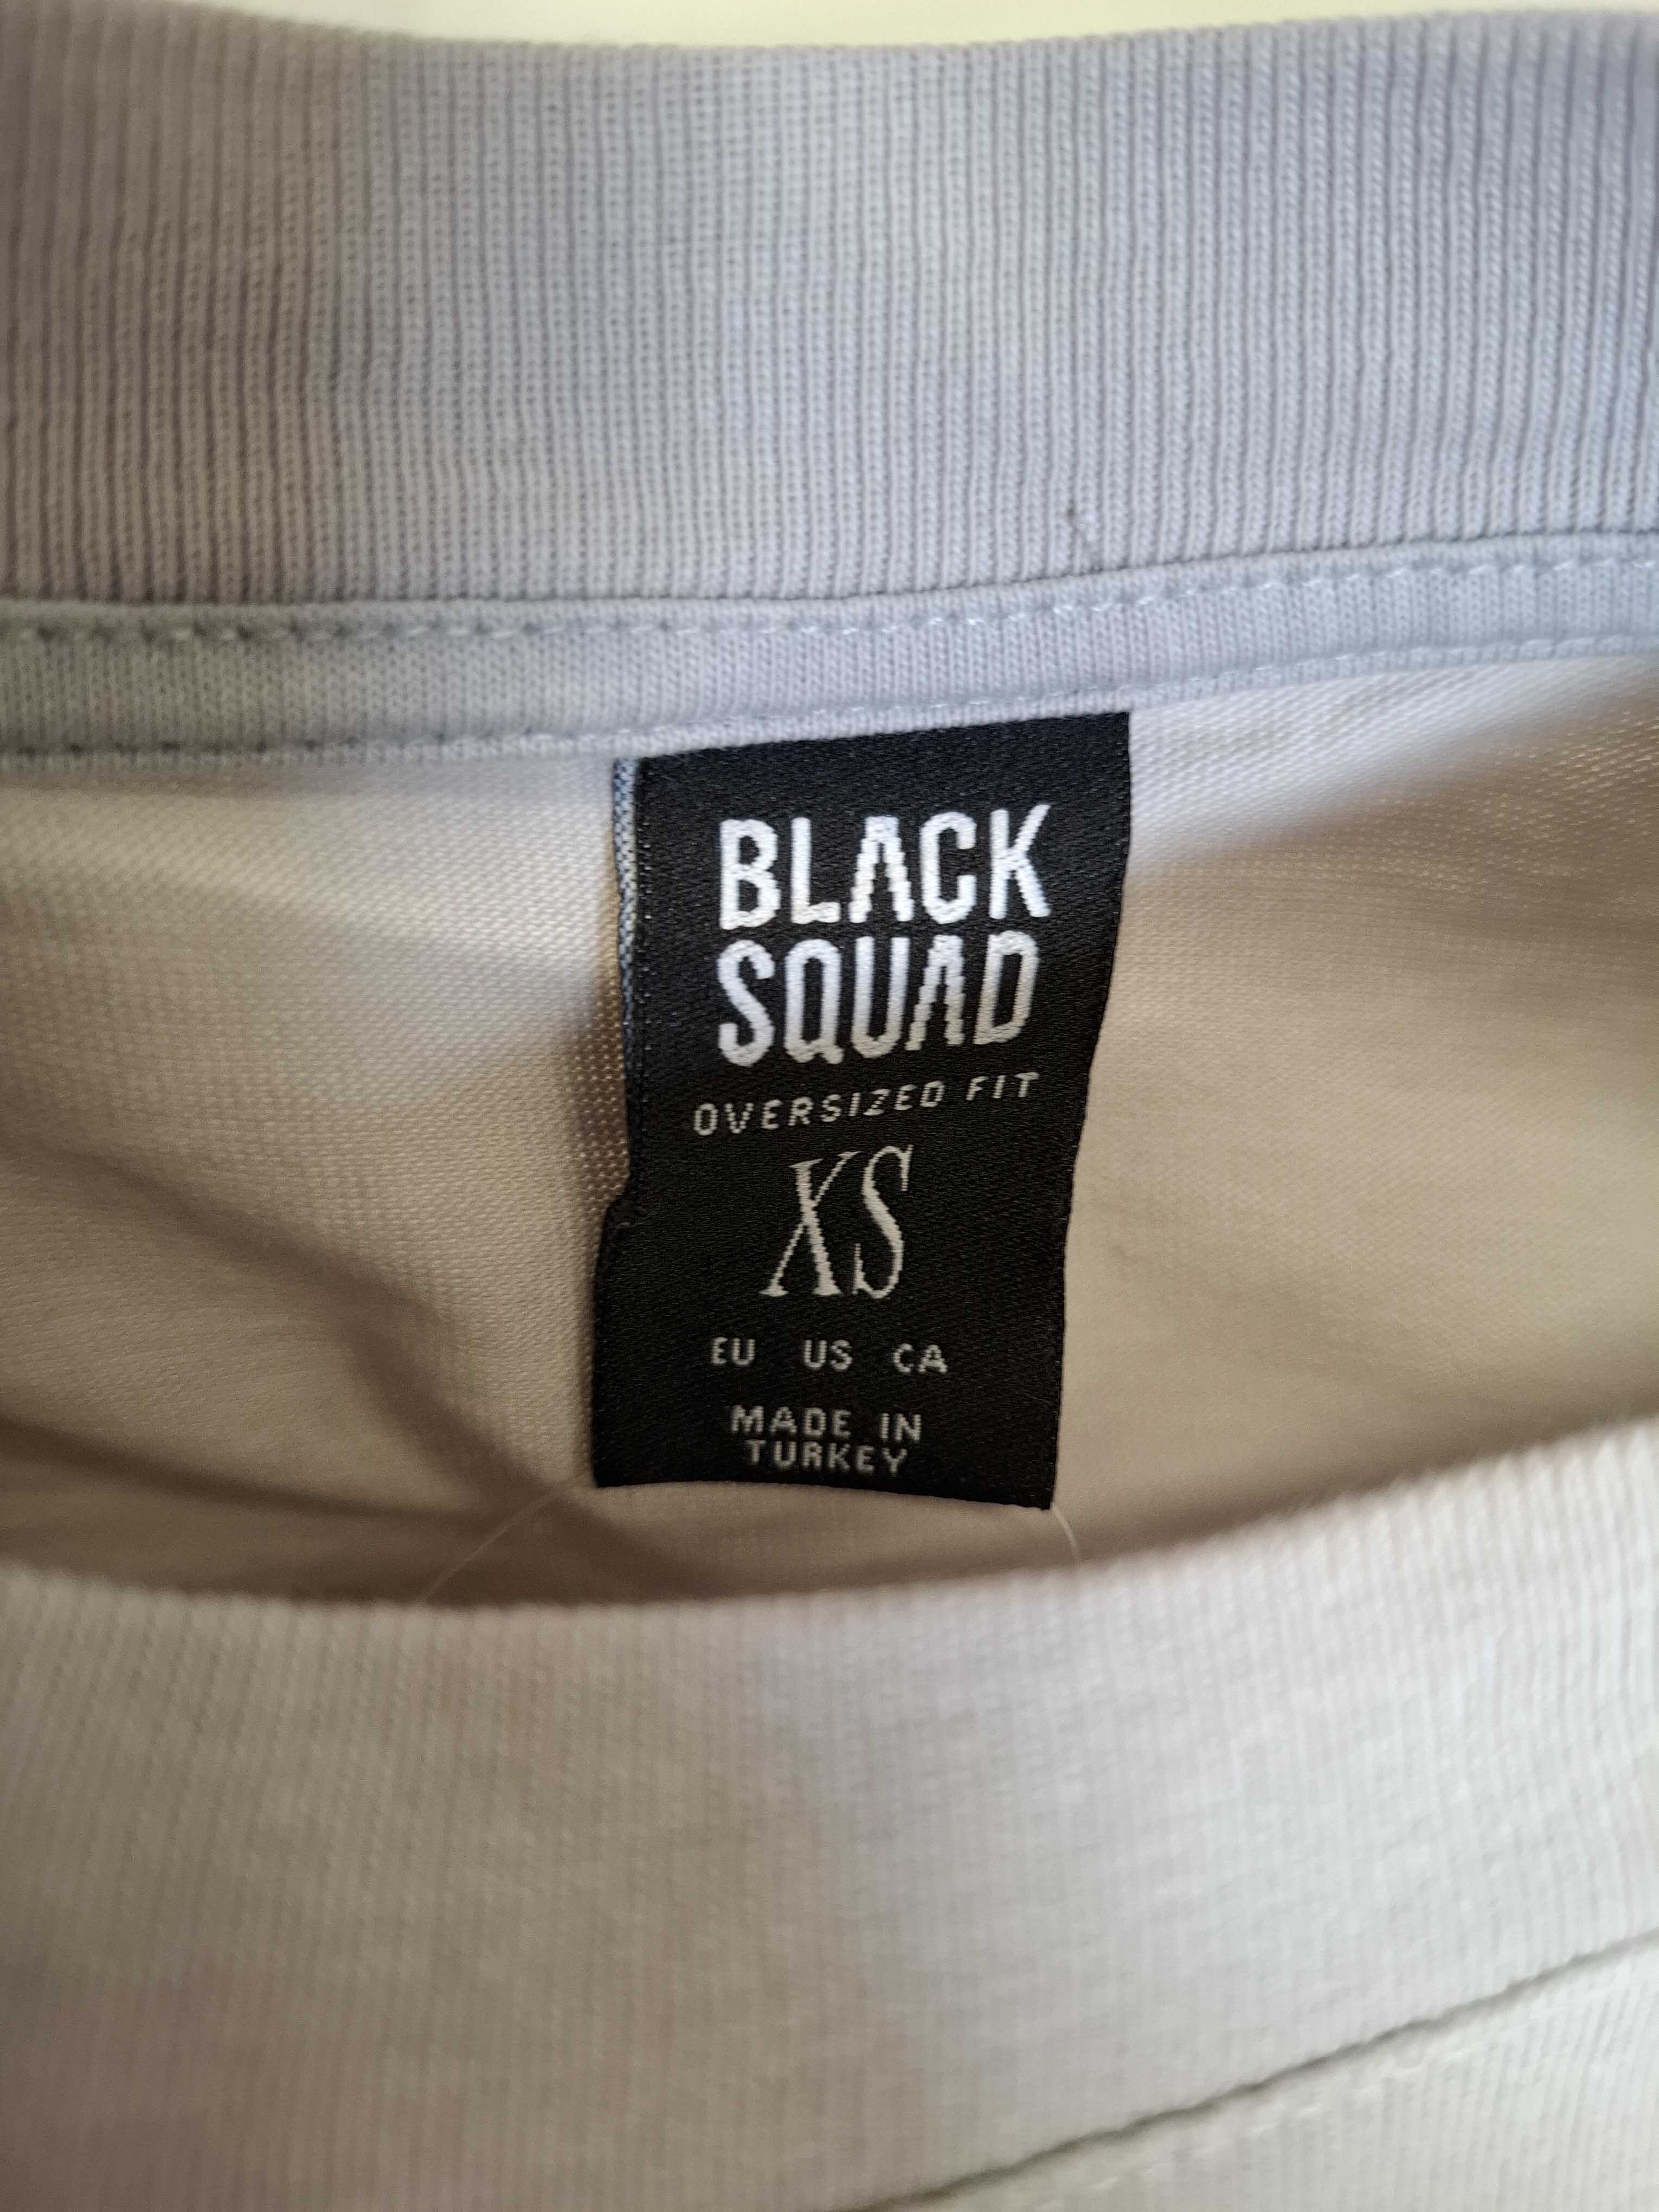 BLACK
SQUAD
OVERSIZED FIT
XS
EU US CA
MADE IN
TURKEY